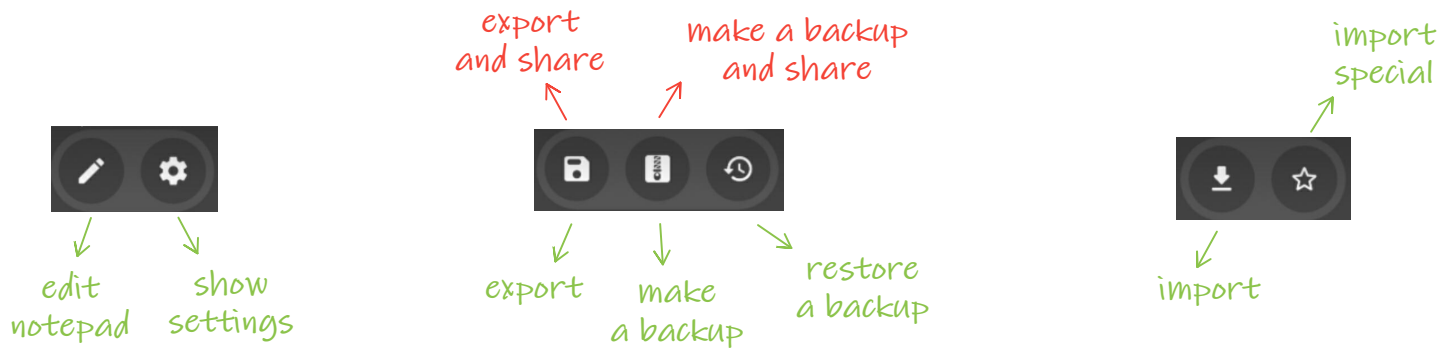 export
and share
make a backup
and share
import
special
edit
notepad
show
settings
export
make
a backup
restore
a backup
import